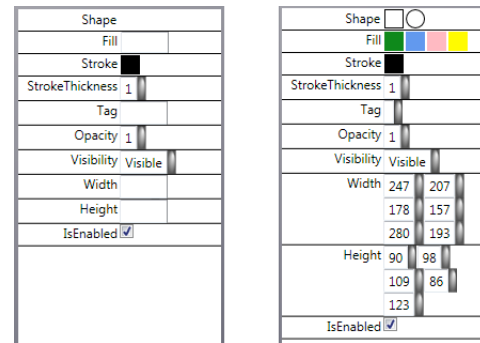 Shape
Fill
Stroke
StrokeThickness 1
Tag
Opacity 1
Visibility Visible
Width
Height
IsEnabled
Shape
Fill
Stroke
StrokeThickness 1
Tag
Opacity 1
Visibility Visible
Width 247 207
178 157
280 193
Height 90 98
109 86
123
IsEnabled